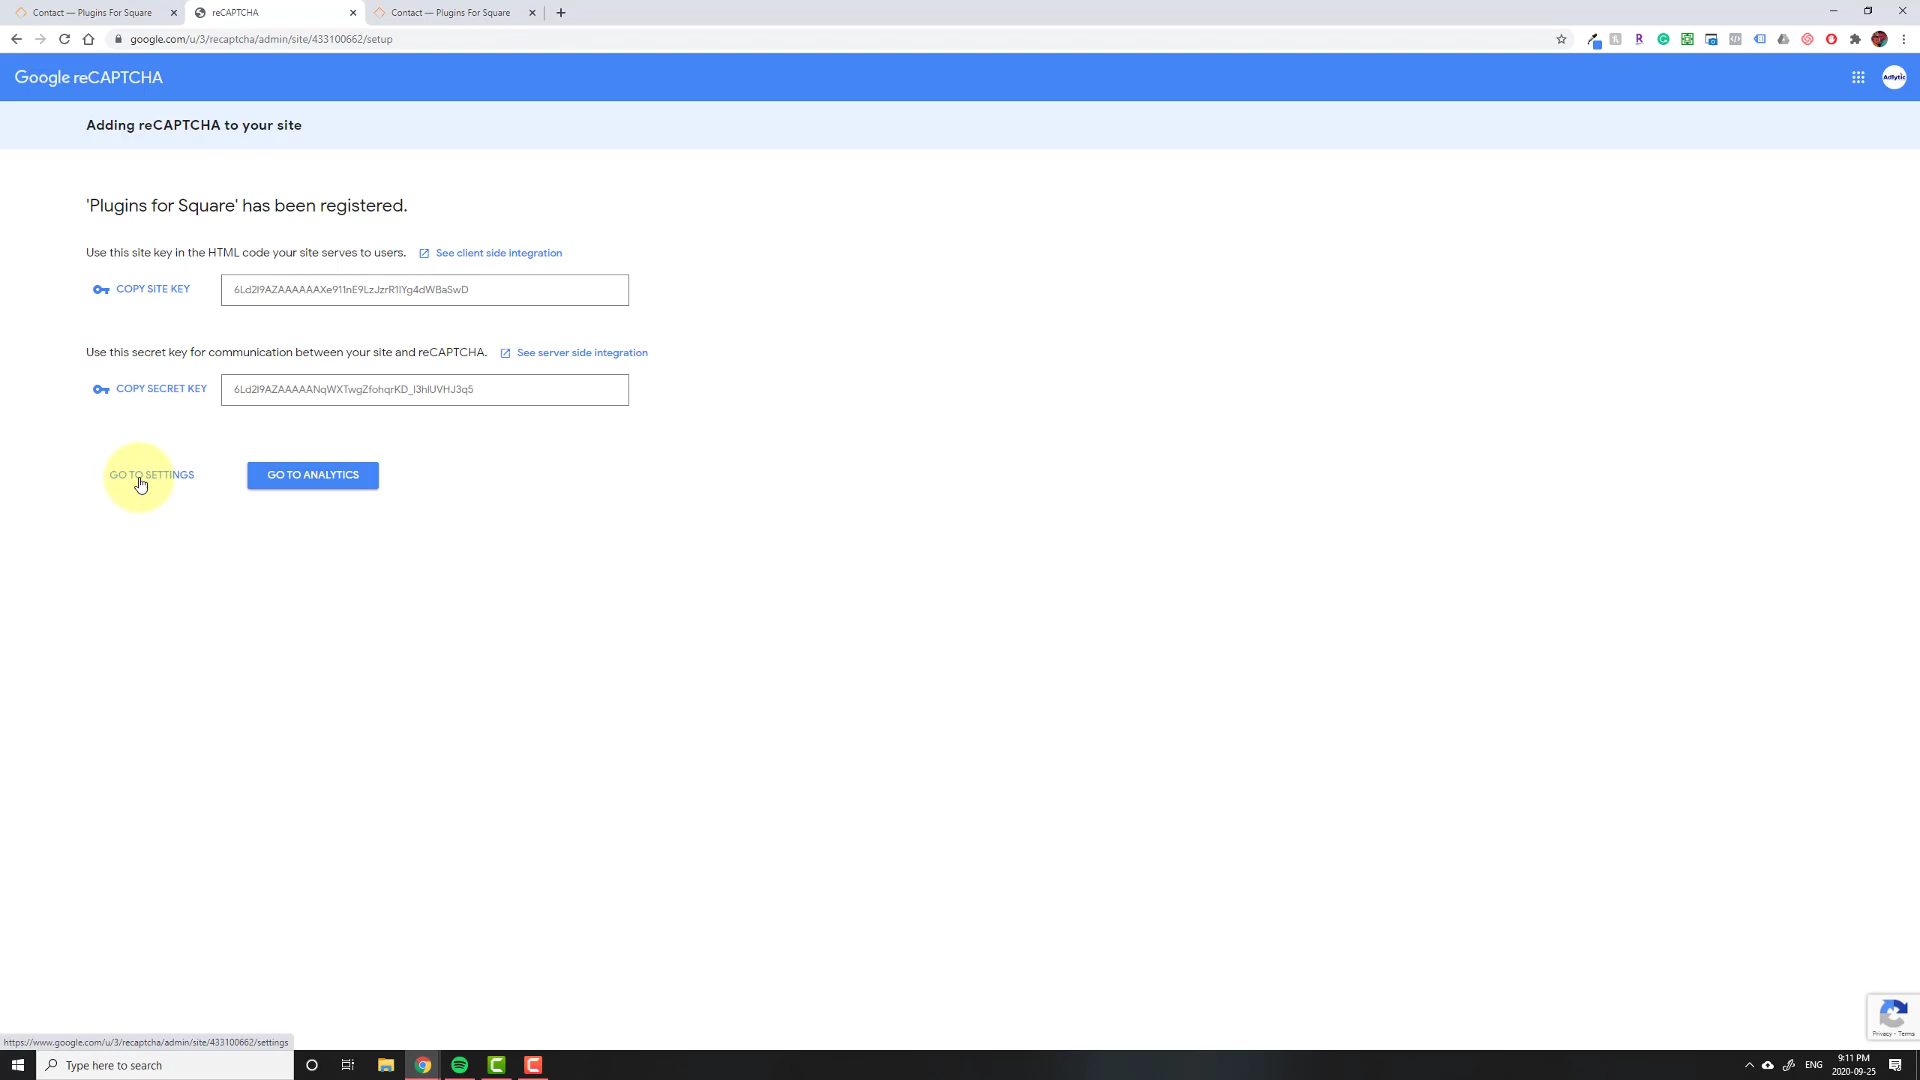 Contact — Plugins For Square
reCAPTCHA
Contact — Plugins For Square
google.com/u/3/recaptcha/admin/site/433100662/setup
Google reCAPTCHA
Adlytic
Adding reCAPTCHA to your site
'Plugins for Square' has been registered.
Use this site key in the HTML code your site serves to users. See client side integration
COPY SITE KEY
6Ld2I9AZAAAAAAXe911nE9LzJzrR1IYg4dWBaSwD
Use this secret key for communication between your site and reCAPTCHA. See server side integration
COPY SECRET KEY
6Ld2I9AZAAAAANqWXTwgZfohqrKD_I3hlUVHJ3q5
GO TO SETTINGS GO TO ANALYTICS
Privacy - Terms
https://www.google.com/u/3/recaptcha/admin/site/433100662/settings
Type here to search
ENG
9:11 PM
2020-09-25